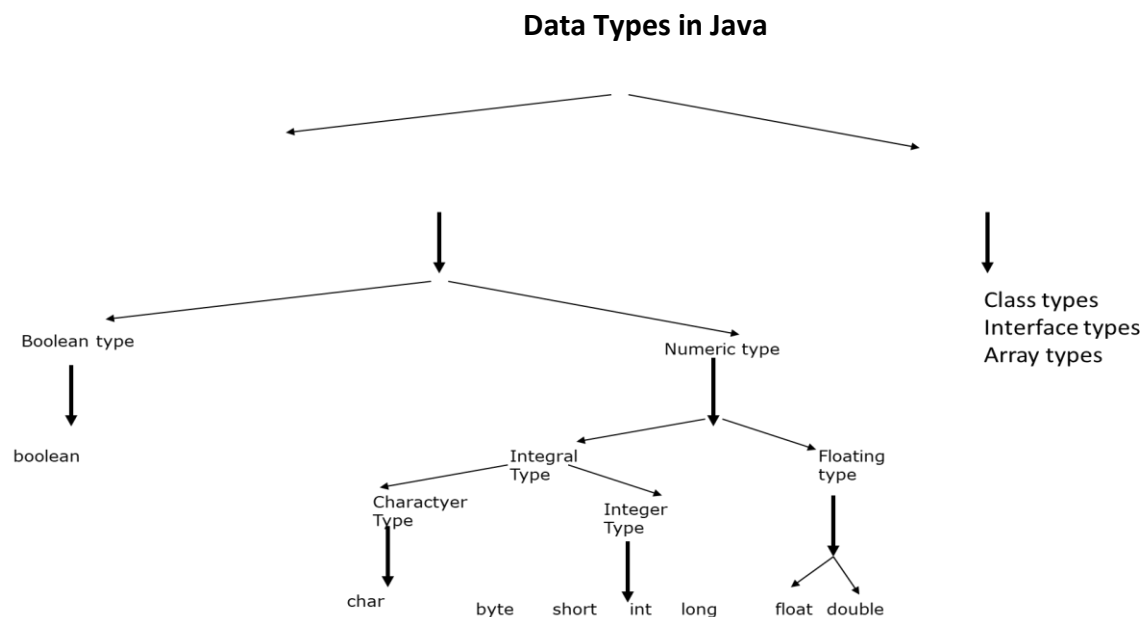 Data Types in Java
Class types
Interface types
Array types
Boolean type
Numeric type
boolean
Integral
Type
Floating
type
Charactyer
Type
Integer
Type
char
byte short int long
float double